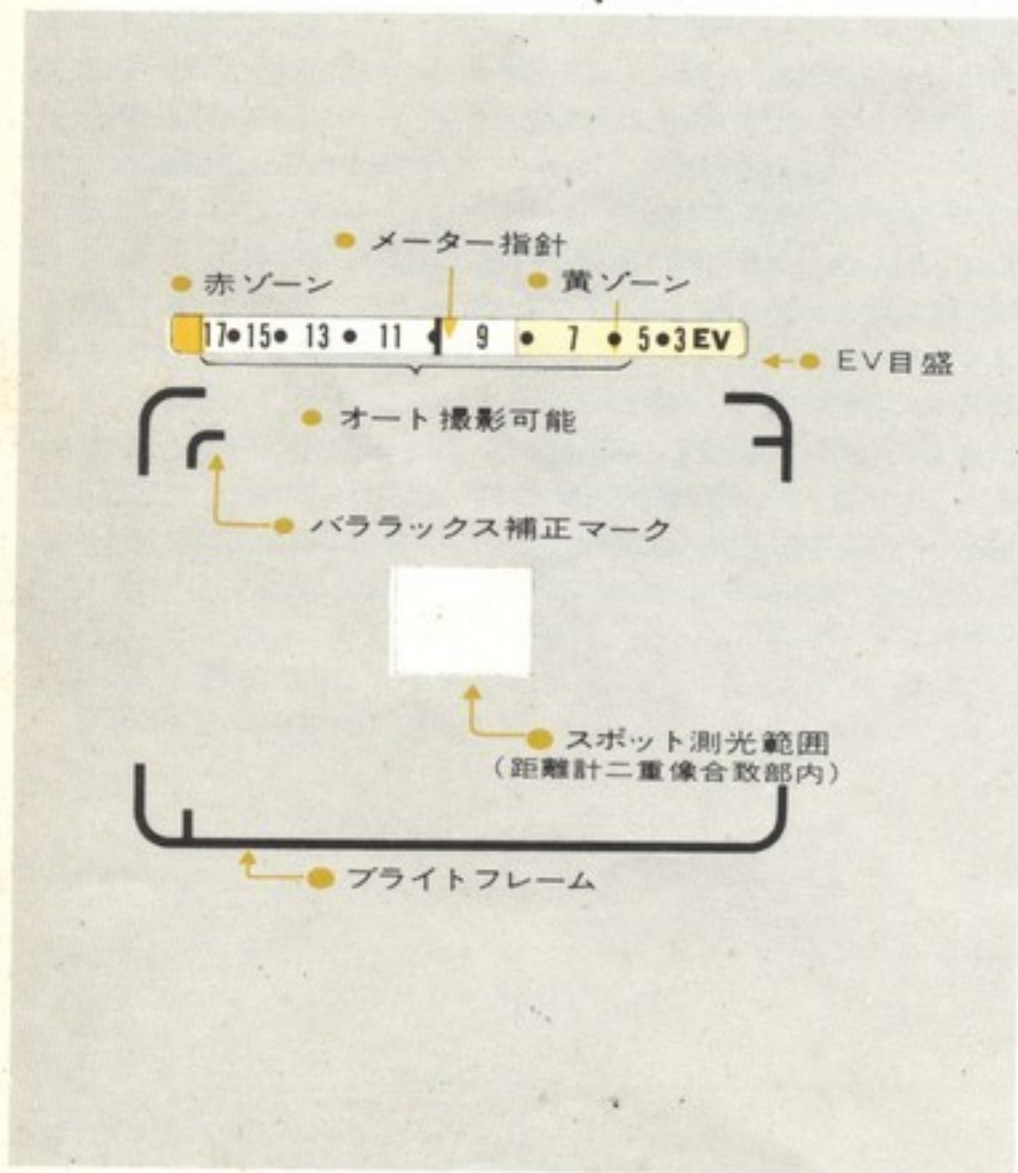 メーター指針
赤ゾーン
黄ゾーン
17•15• 13 • 11 • 9 • 7 • 5•3 EV
EV目盛
オート撮影可能
バララックス補正マーク
スポット測光範囲
(距離計二重像合致部内)
ブライトフレーム